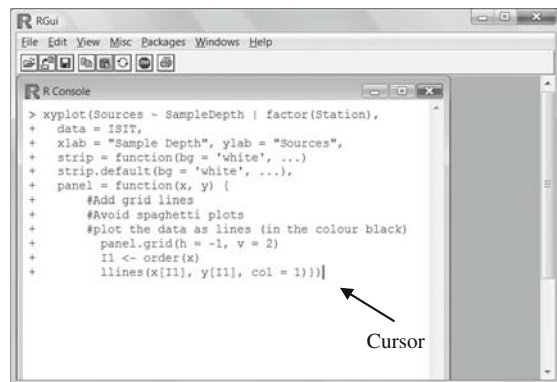 RGui
File Edit View Misc Packages Windows Help
R Console
> xyplot(Sources ~ SampleDepth | factor(Station),
+ data = ISIT,
+ xlab = "Sample Depth", ylab = "Sources",
+ strip = function(bg = 'white', ...)
+ strip.default(bg = 'white', ...),
+ panel = function(x, y) {
+ #Add grid lines
+ #Avoid spaghetti plots
+ #plot the data as lines (in the colour black)
+ panel.grid(h = -1, v = 2)
+ I1 <- order(x)
+ llines(x[I1], y[I1], col = 1)})
Cursor